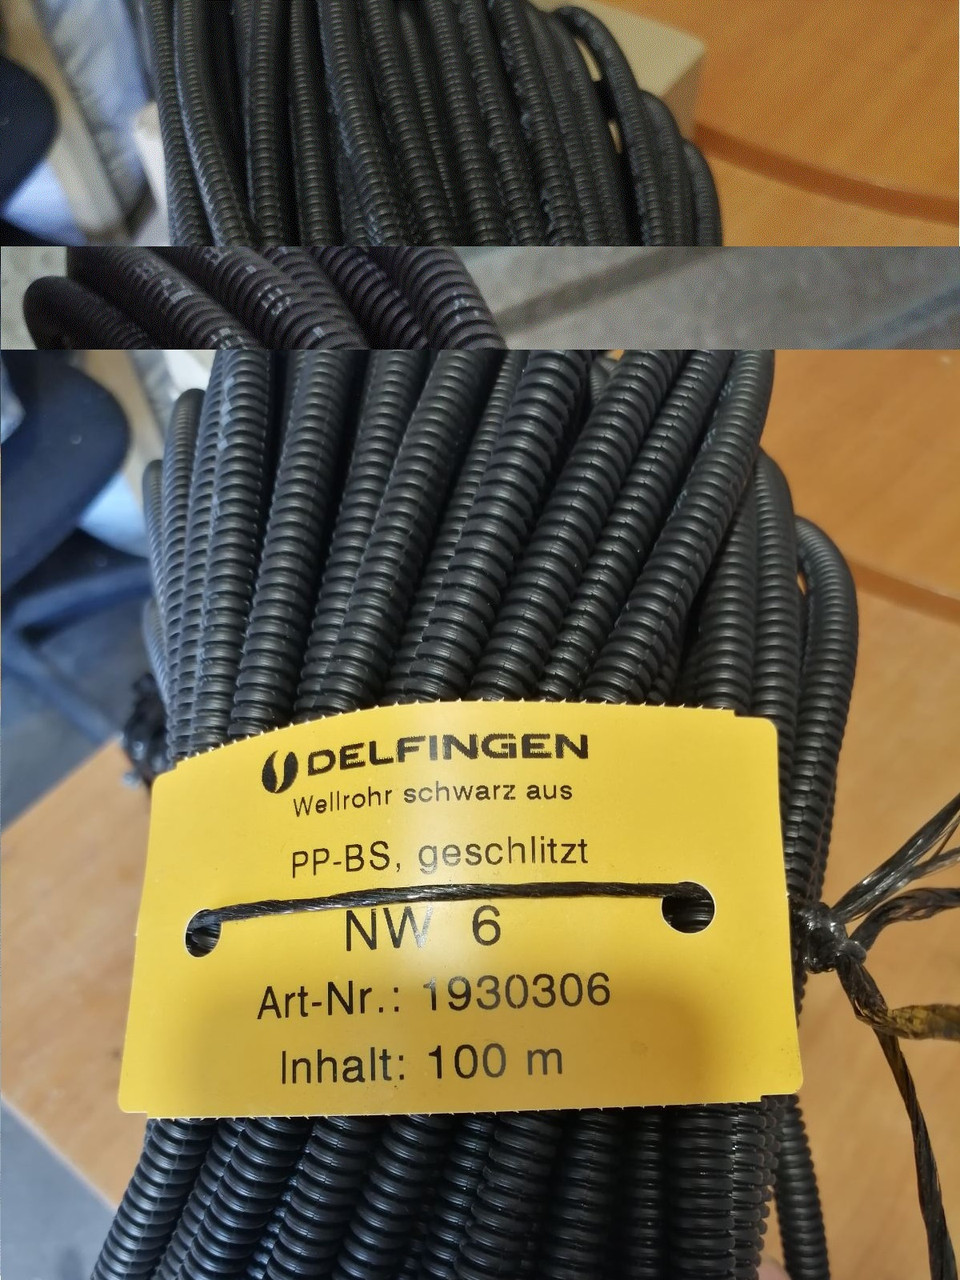 DELFINGEN
Wellrohr schwarz aus
PP-BS, geschlitzt
NW 6
Art-Nr.: 1930306
Inhalt: 100 m